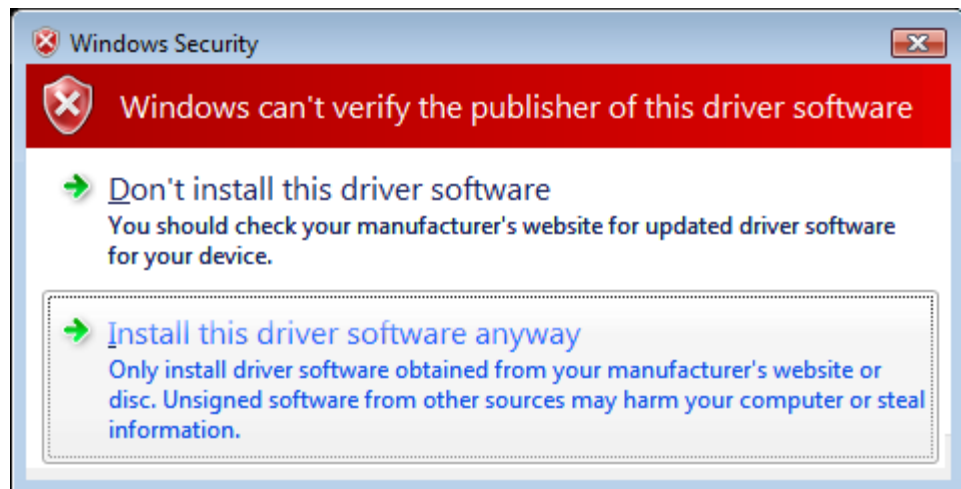 Windows Security
Windows can't verify the publisher of this driver software
Don't install this driver software
You should check your manufacturer's website for updated driver software
for your device.
Install this driver software anyway
Only install driver software obtained from your manufacturer's website or
disc. Unsigned software from other sources may harm your computer or steal
information.